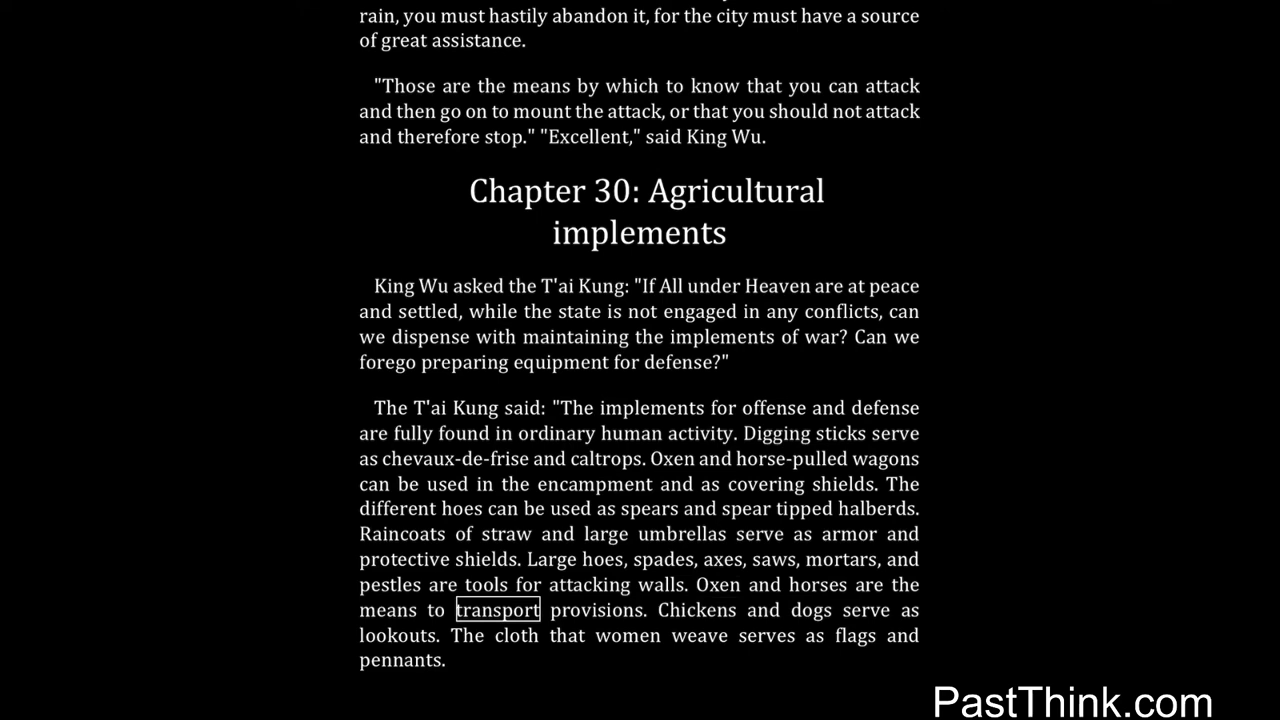 rain, you must hastily abandon it, for the city must have a source
of great assistance.
"Those are the means by which to know that you can attack
and then go on to mount the attack, or that you should not attack
and therefore stop." "Excellent," said King Wu.
Chapter 30: Agricultural
implements
King Wu asked the T'ai Kung: "If All under Heaven are at peace
and settled, while the state is not engaged in any conflicts, can
we dispense with maintaining the implements of war? Can we
forego preparing equipment for defense?"
The T'ai Kung said: "The implements for offense and defense
are fully found in ordinary human activity. Digging sticks serve
as chevaux-de-frise and caltrops. Oxen and horse-pulled wagons
can be used in the encampment and as covering shields. The
different hoes can be used as spears and spear tipped halberds.
Raincoats of straw and large umbrellas serve as armor and
protective shields. Large hoes, spades, axes, saws, mortars, and
pestles are tools for attacking walls. Oxen and horses are the
means to transport provisions. Chickens and dogs serve as
lookouts. The cloth that women weave serves as flags and
pennants.
PastThink.com